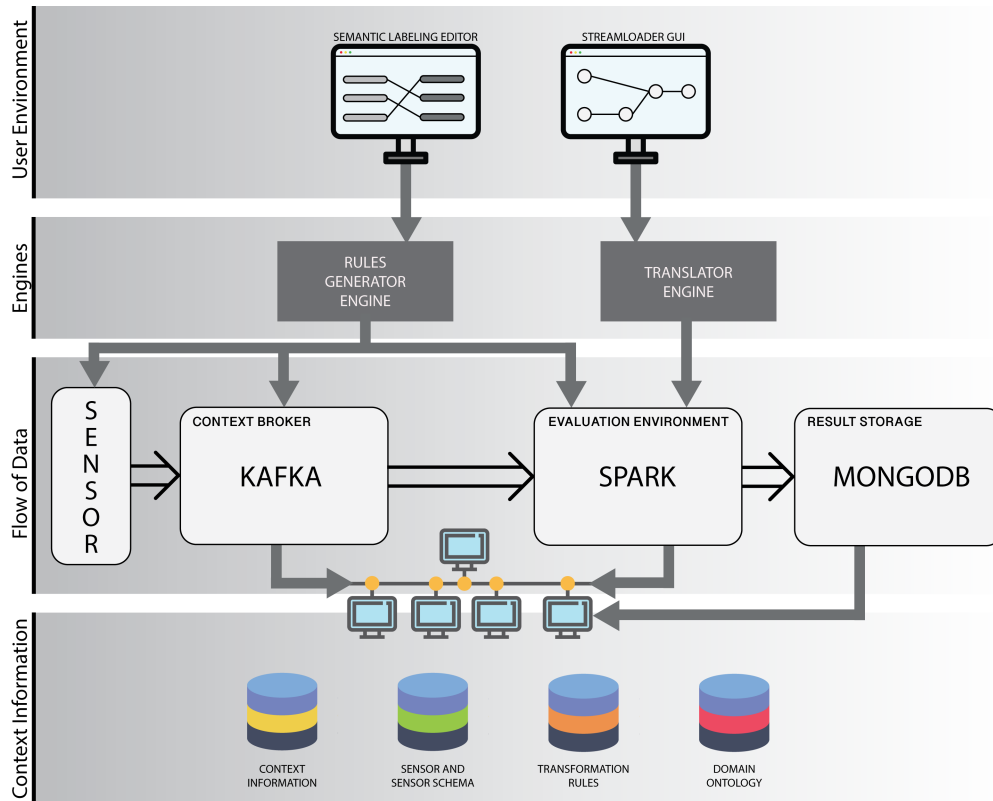 User Environment
SEMANTIC LABELING EDITOR
STREAMLOADER GUI
Engines
RULES
GENERATOR
ENGINE
TRANSLATOR
ENGINE
Flow of Data
SENSOR
CONTEXT BROKER
KAFKA
EVALUATION ENVIRONMENT
SPARK
RESULT STORAGE
MONGODB
Context Information
CONTEXT
INFORMATION
SENSOR AND
SENSOR SCHEMA
TRANSFORMATION
RULES
DOMAIN
ONTOLOGY